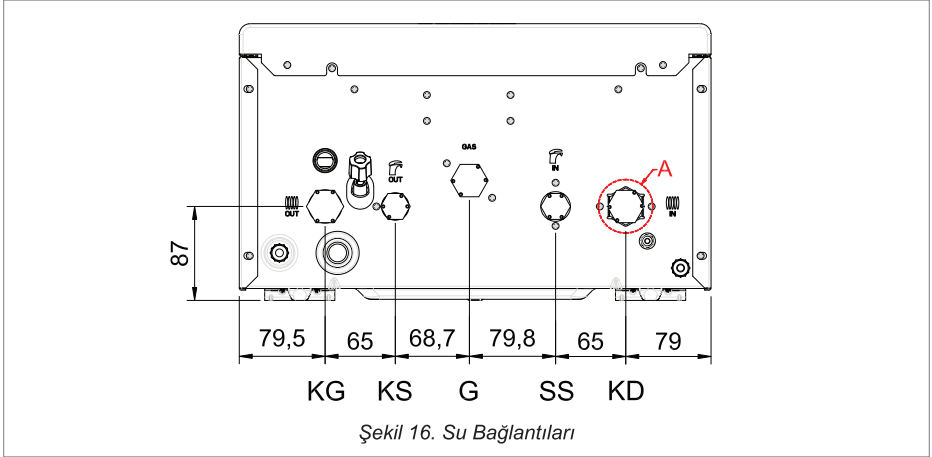 GAS
OUT
IN
A
OUT
IN
87
79,5 65 68,7 79,8 65 79
KG KS G SS KD
Şekil 16. Su Bağlantıları